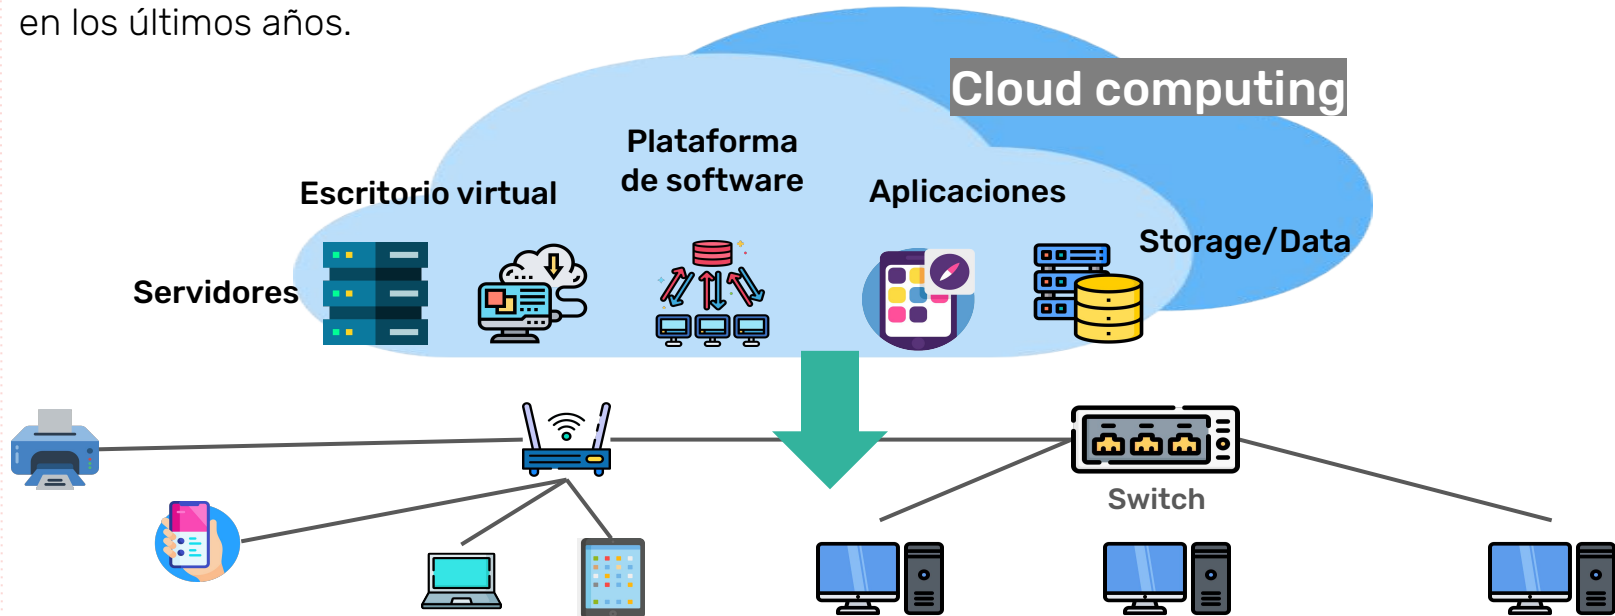 en los últimos años.
Cloud computing
Plataforma
de software
Escritorio virtual
Aplicaciones
Storage/Data
Servidores
Switch